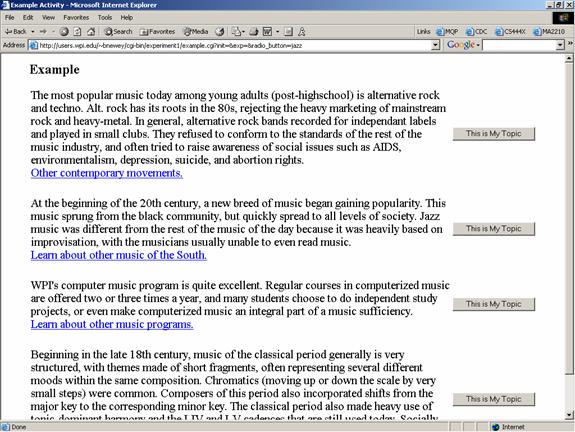 Example Activity - Microsoft Internet Explorer
File Edit View Favorites Tools Help
Back Search Favorites Media Links MQP CDC CS444X MA2210
Address http://users.wpi.edu/~bnewey/cgi-bin/experiment1/example.cgi?init=&exp=&radio_button=jazz Google
Example
The most popular music today among young adults (post-highschool) is alternative rock
and techno. Alt. rock has its roots in the 80s, rejecting the heavy marketing of mainstream
rock and heavy-metal. In general, alternative rock bands recorded for independant labels
and played in small clubs. They refused to conform to the standards of the rest of the
music industry, and often tried to raise awareness of social issues such as AIDS,
environmentalism, depression, suicide, and abortion rights.
Other contemporary movements.
This is My Topic
At the beginning of the 20th century, a new breed of music began gaining popularity. This
music sprung from the black community, but quickly spread to all levels of society. Jazz
music was different from the rest of the music of the day because it was heavily based on
improvisation, with the musicians usually unable to even read music.
Learn about other music of the South.
This is My Topic
WPI's computer music program is quite excellent. Regular courses in computerized music
are offered two or three times a year, and many students choose to do independent study
projects, or even make computerized music an integral part of a music sufficiency.
Learn about other music programs.
This is My Topic
Beginning in the late 18th century, music of the classical period generally is very
structured, with themes made of short fragments, often representing several different
moods within the same composition. Chromatics (moving up or down the scale by very
small steps) were common. Composers of this period also incorporated shifts from the
major key to the corresponding minor key. The classical period also made heavy use of
tonic-dominant harmony and the I-IV and I-V cadences that are still used today. Socially
This is My Topic
Done Internet